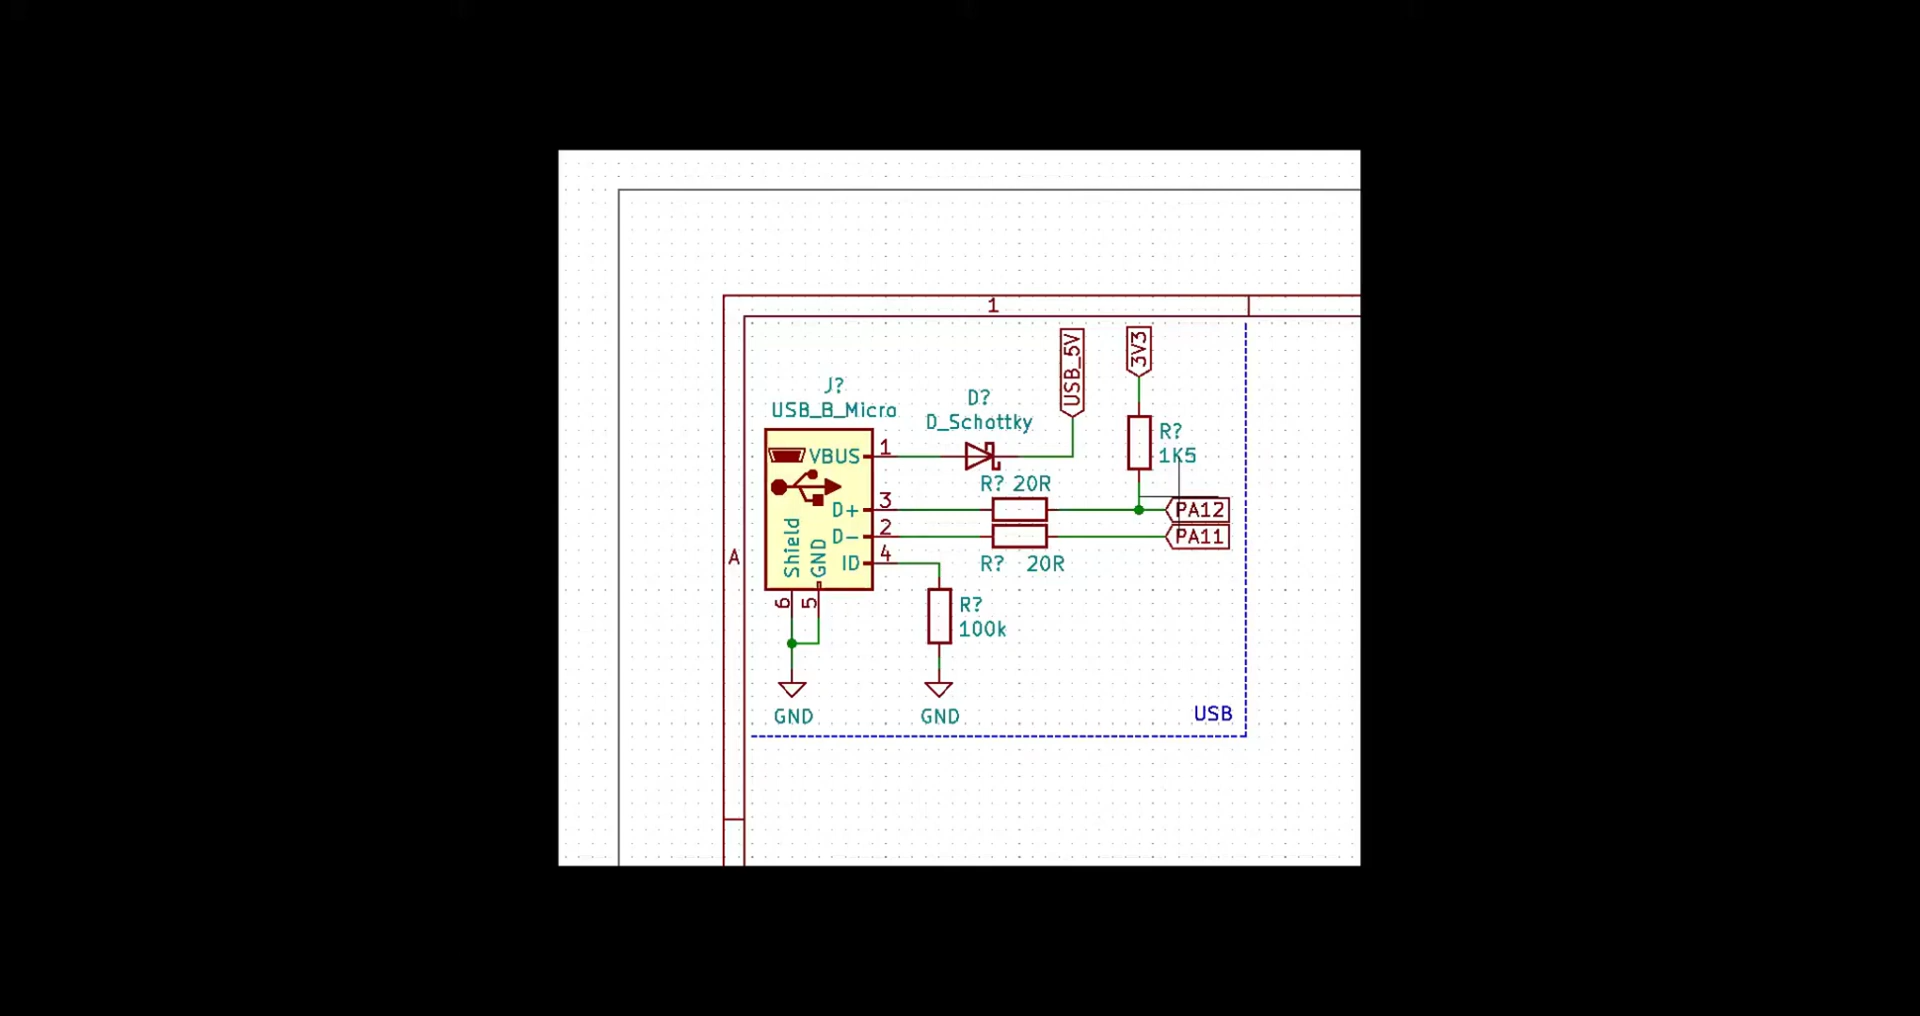 1
USB_5V
3V3
J?
USB_B_Micro
D?
D_Schottky
R?
1K5
VBUS
1
R? 20R
D+
3
PA12
D-
2
PA11
ID
4
R? 20R
Shield
GND
A
6
5
R?
100k
GND
GND
USB